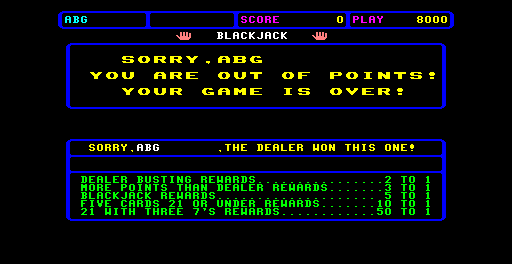 ABG SCORE 0 PLAY 8000
BLACKJACK
SORRY,ABG
YOU ARE OUT OF POINTS!
YOUR GAME IS OVER!
SORRY,ABG ,THE DEALER WON THIS ONE!
DEALER BUSTING REWARDS................2 TO 1
MORE POINTS THAN DEALER REWARDS.......3 TO 1
BLACKJACK REWARDS.....................5 TO 1
FIVE CARDS 21 OR UNDER REWARDS.......10 TO 1
21 WITH THREE 7'S REWARDS............50 TO 1